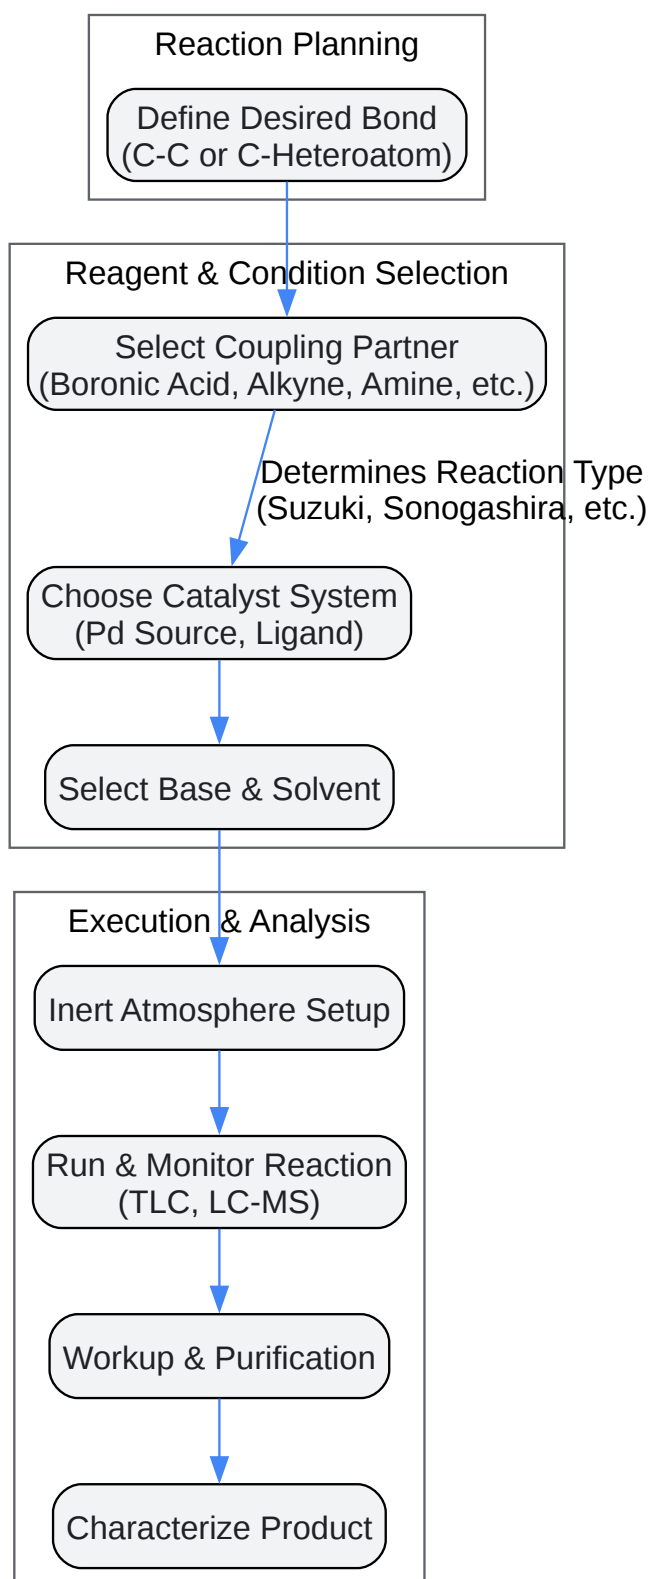 Reaction Planning
Define Desired Bond
(C-C or C-Heteroatom)
Reagent & Condition Selection
Select Coupling Partner
(Boronic Acid, Alkyne, Amine, etc.)
Determines Reaction Type
(Suzuki, Sonogashira, etc.)
Choose Catalyst System
(Pd Source, Ligand)
Select Base & Solvent
Execution & Analysis
Inert Atmosphere Setup
Run & Monitor Reaction
(TLC, LC-MS)
Workup & Purification
Characterize Product